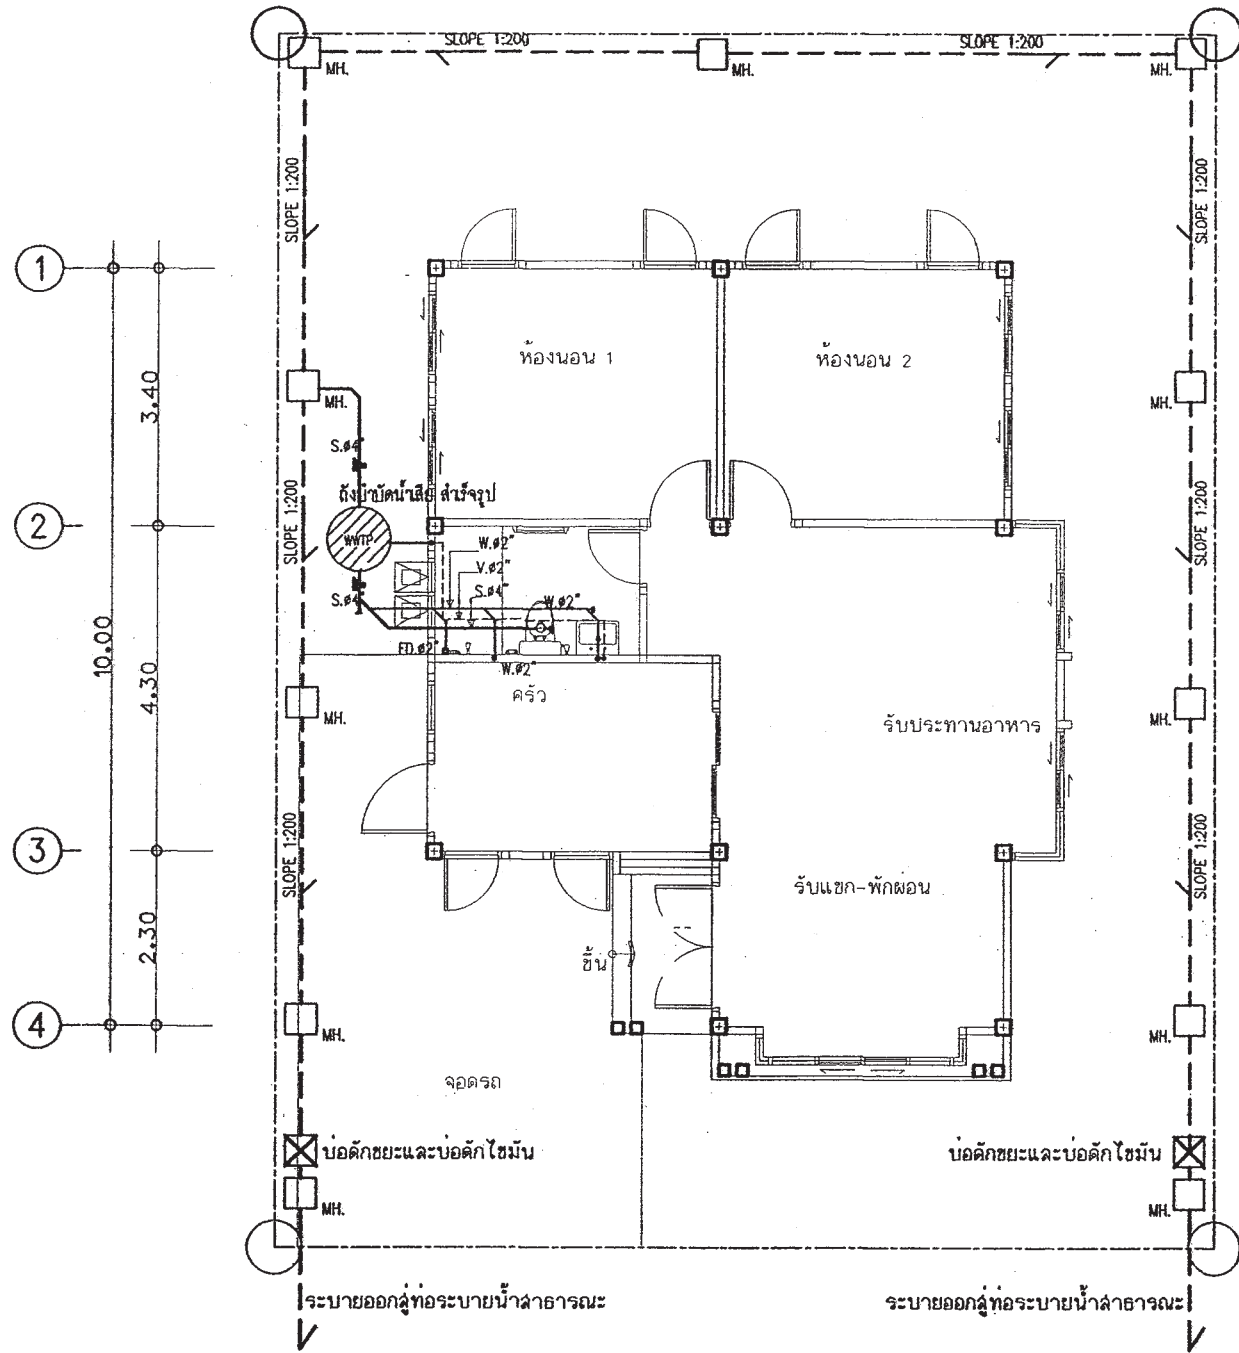 SLOPE 1:200
SLOPE 1:200
MH.
MH.
MH.
SLOPE 1:200
SLOPE 1:200
1
3.40
ห้องนอน 1
ห้องนอน 2
MH.
MH.
S.ø4"
ถังบำบัดน้ำเสีย สำเร็จรูป
2
SLOPE 1:200
SLOPE 1:200
WWTP
W.ø2"
V.ø2"
S.ø4"
S.ø4"
W.ø2"
10.00
4.30
FD.ø2"
W.ø2"
ครัว
MH.
รับประทานอาหาร
MH.
3
SLOPE 1:200
SLOPE 1:200
รับแขก-พักผ่อน
2.30
ขึ้น
4
MH.
MH.
จอดรถ
บ่อดักขยะและบ่อดักไขมัน
บ่อดักขยะและบ่อดักไขมัน
MH.
MH.
ระบายออกสู่ท่อระบายน้ำสาธารณะ
ระบายออกสู่ท่อระบายน้ำสาธารณะ